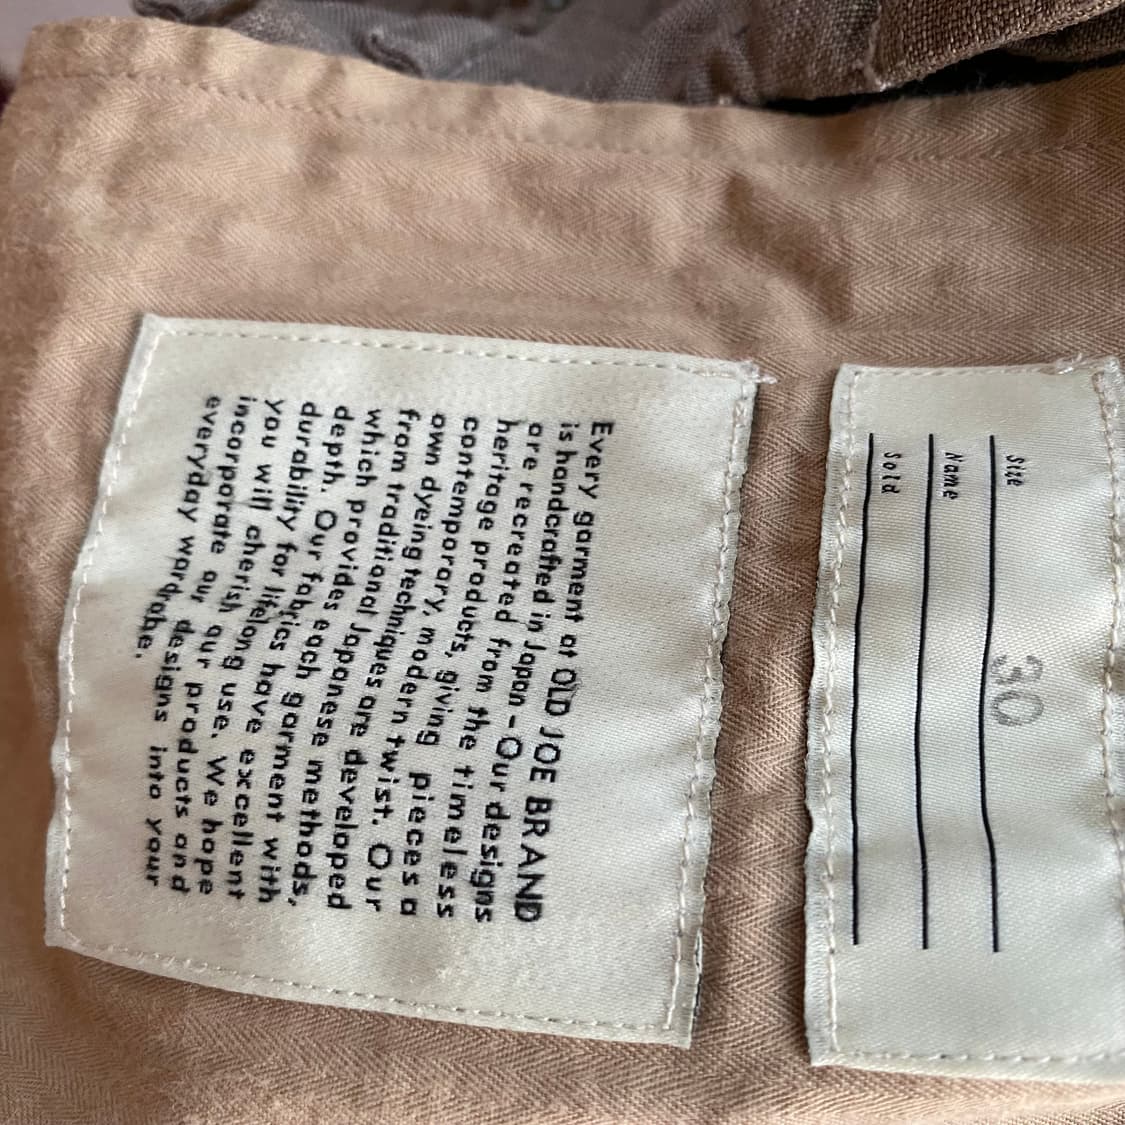 Every garment at OLD JOE BRAND
is handcrafted in Japan - Our designs
are recreated from the timeless
heritage products, giving pieces a
contemporary, modern twist. Our
own dyeing techniques are developed
from traditional Japanese methods,
which provides each garment with
depth. Our fabrics have excellent
durability for lifelong use. We hope
you will cherish our products and
incorporate our designs into your
everyday wardrobe.
Size 30
Name
Sold